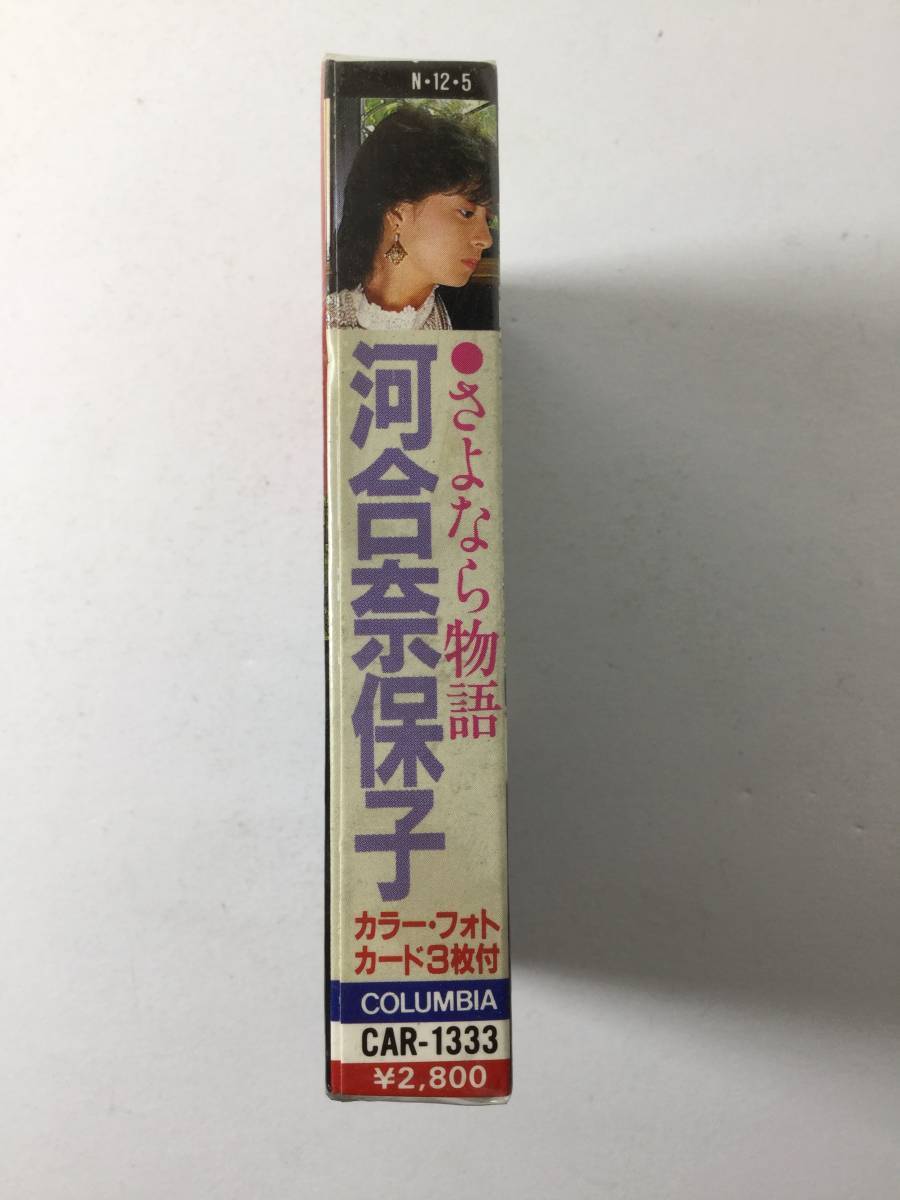 N・12・5
●さよなら物語
河合奈保子
カラー・フォト
カード3枚付
COLUMBIA
CAR-1333
¥2,800